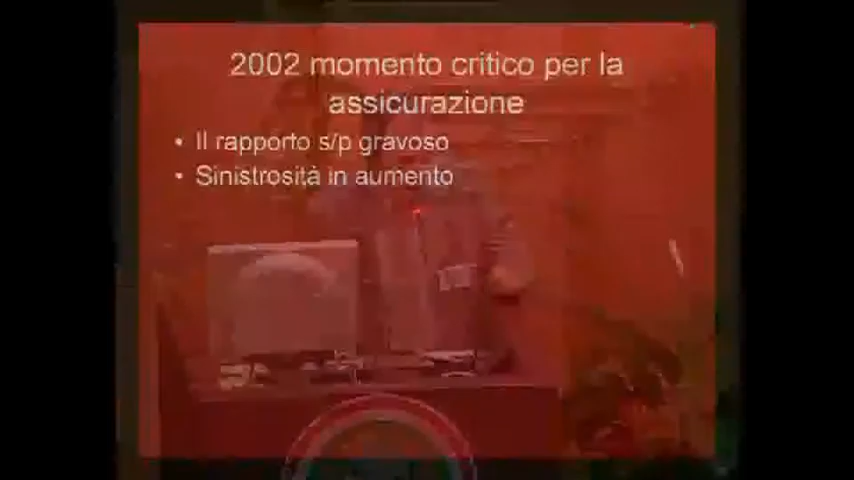 2002 momento critico per la
assicurazione
• Il rapporto s/p gravoso
• Sinistrosità in aumento